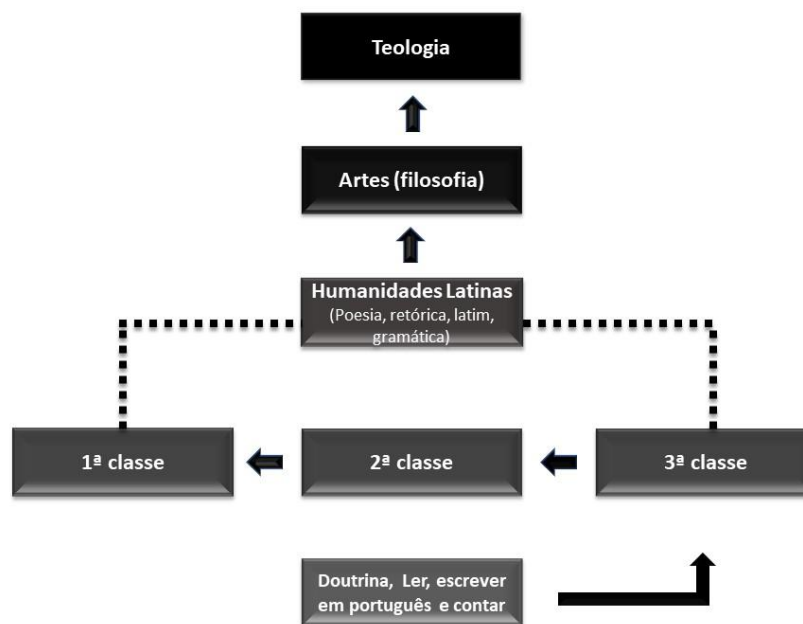 Teologia
Artes (filosofia)
Humanidades Latinas
(Poesia, retórica, latim,
gramática)
1ª classe
2ª classe
3ª classe
Doutrina, Ler, escrever
em português e contar